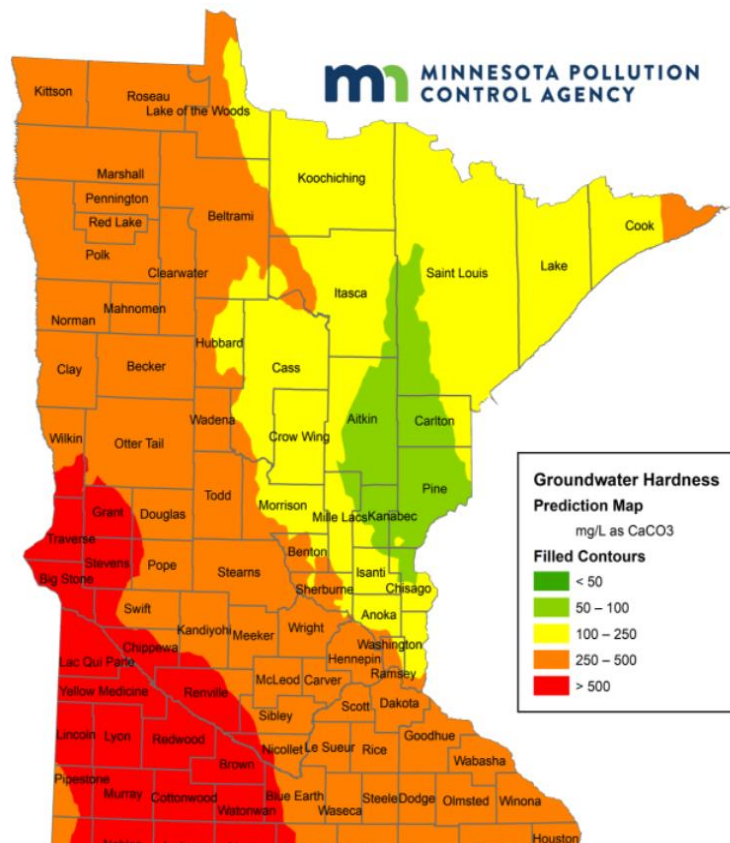 MINNESOTA POLLUTION
CONTROL AGENCY
Kittson
Roseau
Lake of the Woods
Marshall
Koochiching
Pennington
Beltrami
Red Lake
Cook
Polk
Clearwater
Saint Louis
Lake
Itasca
Mahnomen
Norman
Hubbard
Clay
Becker
Cass
Wadena
Aitkin
Carlton
Crow Wing
Wilkin
Otter Tail
Pine
Todd
Morrison
Grant
Douglas
Mille Lacs
Kanabec
Traverse
Benton
Stevens
Pope
Isanti
Big Stone
Stearns
Sherburne
Chisago
Swift
Anoka
Kandiyohi
Meeker
Wright
Washington
Chippewa
Hennepin
Lac Qui Parle
Ramsey
McLeod
Carver
Yellow Medicine
Renville
Scott
Dakota
Sibley
Lincoln
Lyon
Redwood
Nicollet
Le Sueur
Rice
Goodhue
Wabasha
Brown
Pipestone
Murray
Cottonwood
Watonwan
Blue Earth
Waseca
Steele
Dodge
Olmsted
Winona
Houston
Groundwater Hardness
Prediction Map
mg/L as CaCO3
Filled Contours
< 50
50 – 100
100 – 250
250 – 500
> 500